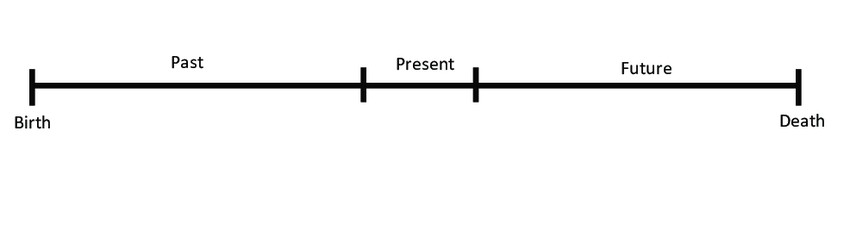 Past
Present
Future
Birth
Death